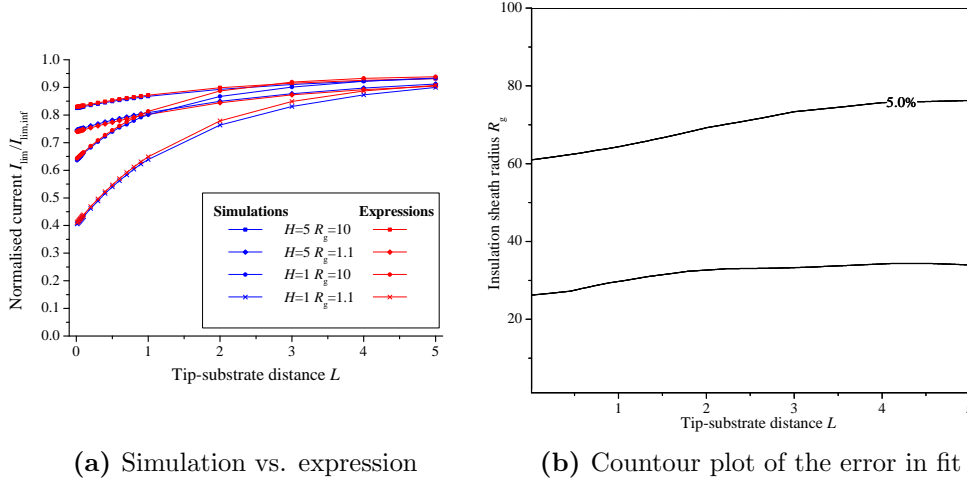 Normalised current I_lim/I_lim,inf
1.0
0.9
0.8
0.7
0.6
0.5
0.4
0.3
0.2
0.1
0.0
0
1
2
3
4
5
Tip-substrate distance L
Simulations Expressions
H=5 R_g=10
H=5 R_g=1.1
H=1 R_g=10
H=1 R_g=1.1
(a) Simulation vs. expression
Insulation sheath radius R_g
100
80
60
40
20
5.0%
1
2
3
4
Tip-substrate distance L
(b) Countour plot of the error in fit